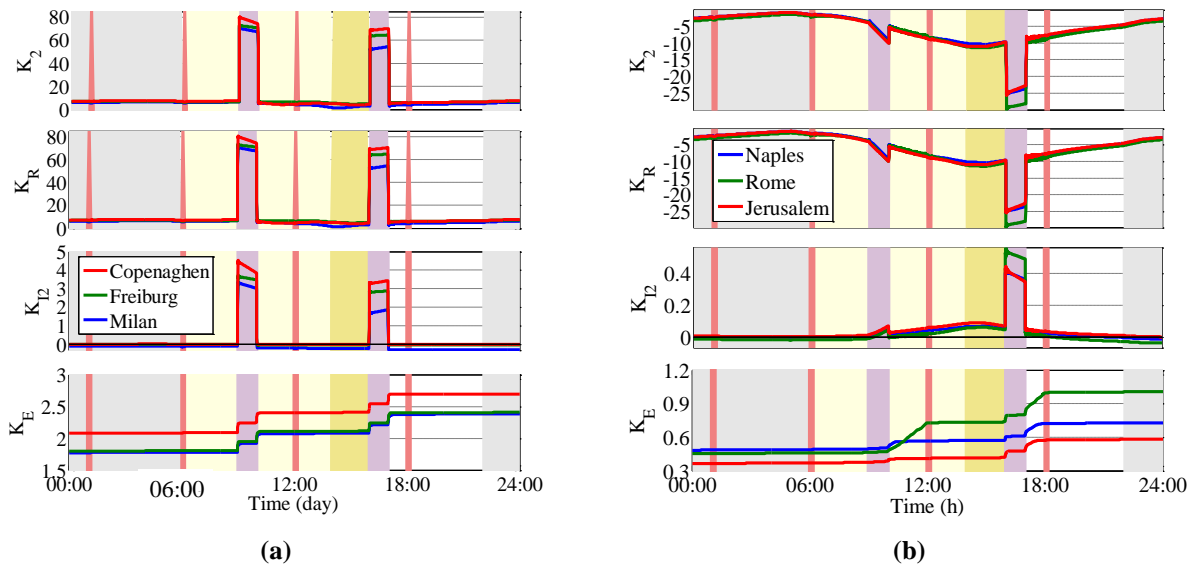 80
60
40
20
0
K2
80
60
40
20
0
KR
5
4
3
2
1
0
KI2
Copenaghen
Freiburg
Milan
3
2.5
2
1.5
KE
00:00 06:00 12:00 18:00 24:00
Time (day)
(a)
-5
-10
-15
-20
-25
K2
-5
-10
-15
-20
-25
KR
Naples
Rome
Jerusalem
0.4
0.2
0
KI2
1.2
0.9
0.6
0.3
KE
00:00 06:00 12:00 18:00 24:00
Time (h)
(b)